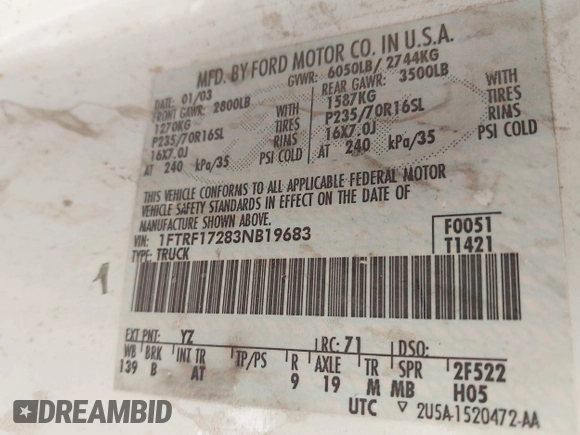 MFD. BY FORD MOTOR CO. IN U.S.A.
DATE: 01/03 GVWR: 6050LB/ 2744KG
FRONT GAWR: 2800LB REAR GAWR: 3500LB
1270KG WITH 1587KG WITH
P235/70R16SL TIRES P235/70R16SL TIRES
16X7.0J RIMS 16X7.0J RIMS
AT 240 kPa/35 PSI COLD AT 240 kPa/35 PSI COLD
THIS VEHICLE CONFORMS TO ALL APPLICABLE FEDERAL MOTOR
VEHICLE SAFETY STANDARDS IN EFFECT ON THE DATE OF
MANUFACTURE SHOWN ABOVE.
VIN: 1FTRF17283NB19683 F0051
TYPE: TRUCK T1421
EXT PNT: YZ RC: 71 DSO:
WB BRK INT TR TP/PS R AXLE TR SPR 2F522
139 B AT 9 19 M MB H05
UTC ▽ 2U5A-1520472-AA
DREAMBID